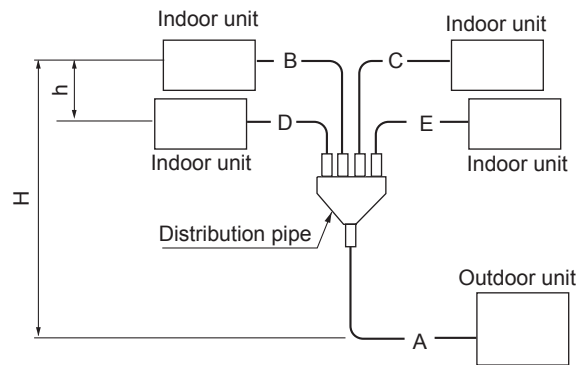 Indoor unit
Indoor unit
B
C
h
D
E
Indoor unit
Indoor unit
H
Distribution pipe
Outdoor unit
A